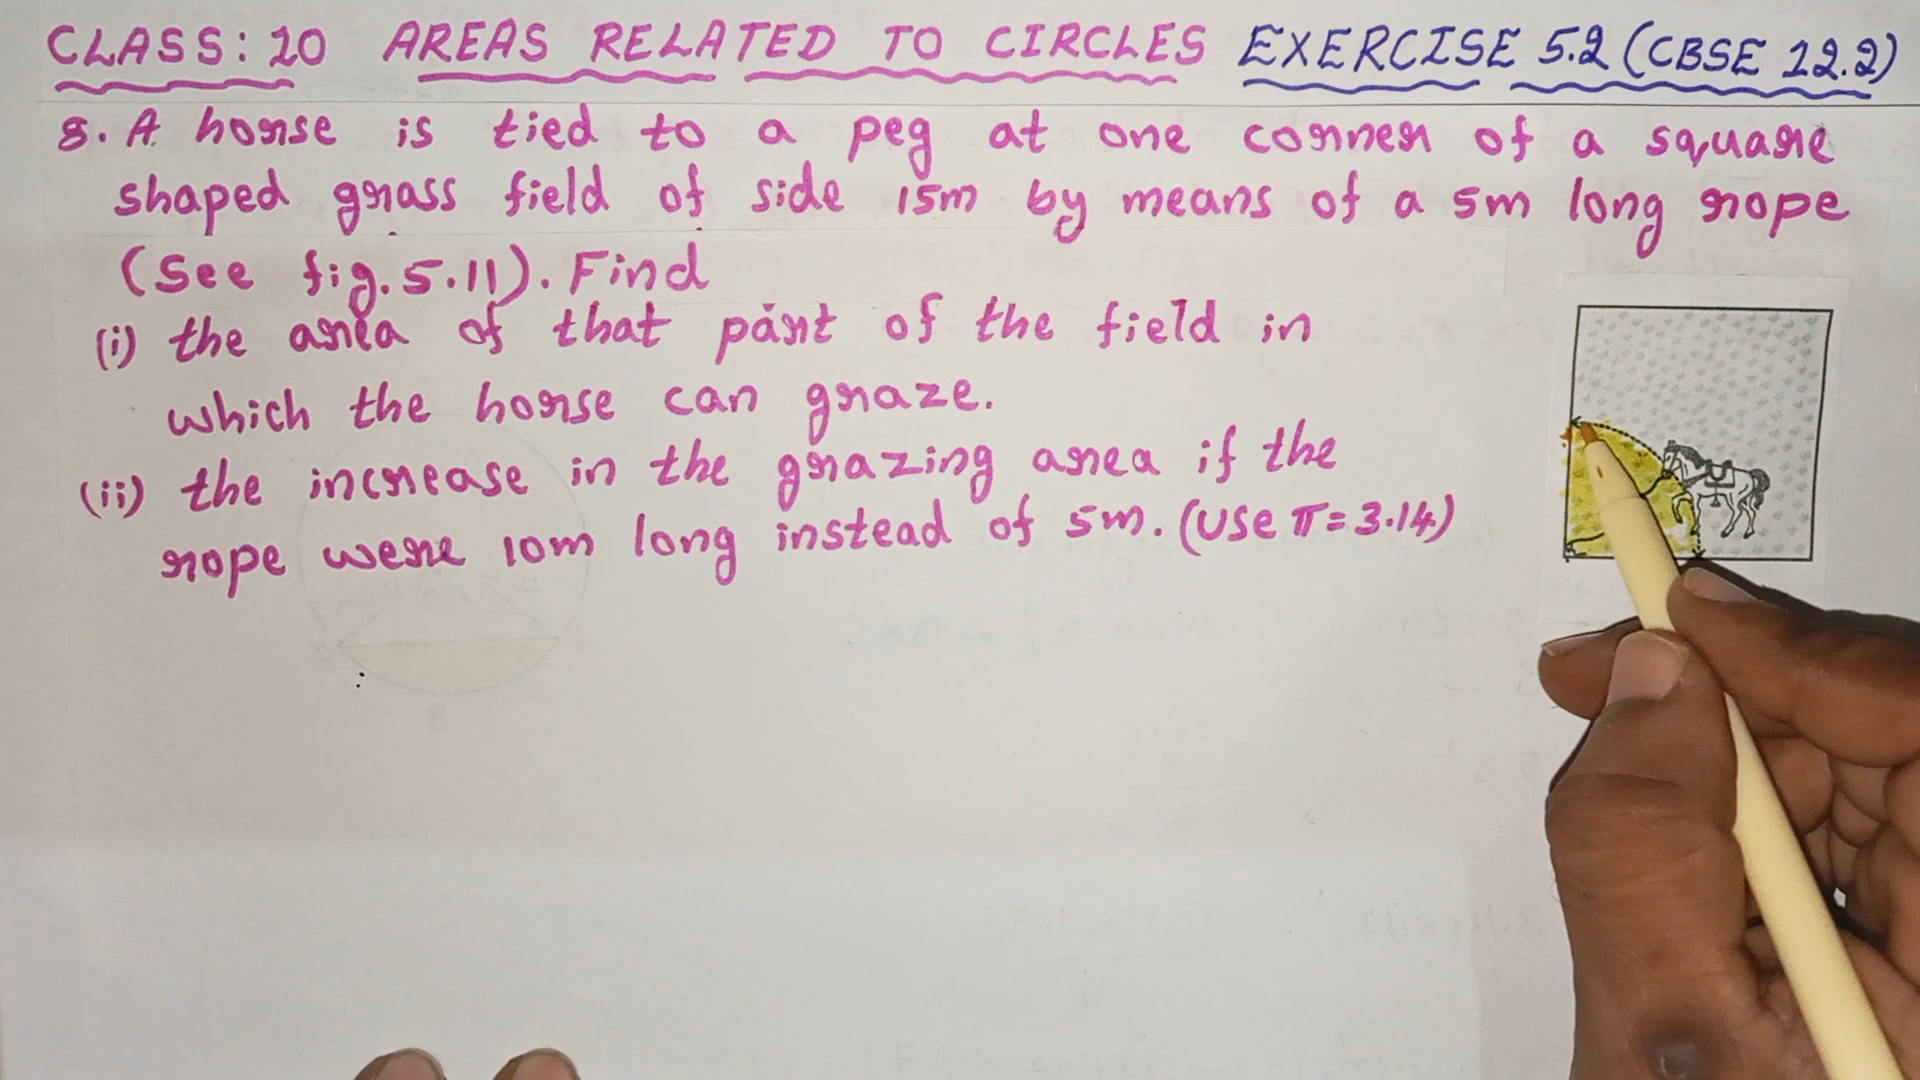 CLASS: 10 AREAS RELATED TO CIRCLES EXERCISE 5.2 (CBSE 12.2)
8. A horse is tied to a peg at one corner of a square
shaped grass field of side 15m by means of a 5m long rope
(See fig. 5.11). Find
(i) the area of that part of the field in
which the horse can graze.
(ii) the increase in the grazing area if the
rope were 10m long instead of 5m. (use π = 3.14)